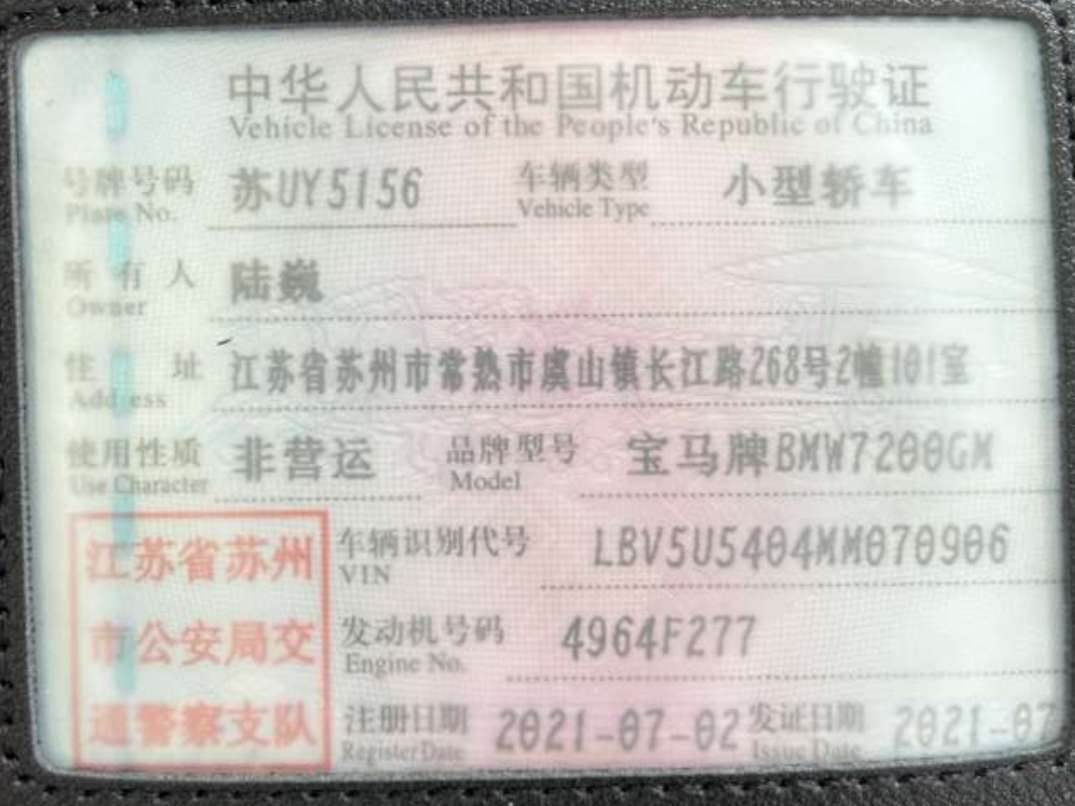 中华人民共和国机动车行驶证
Vehicle License of the People's Republic of China
号牌号码 苏UY5156 车辆类型 小型轿车
Plate No. Vehicle Type
所有人 陆巍
Owner
住址 江苏省苏州市常熟市虞山镇长江路268号2幢101室
Address
使用性质 非营运 品牌型号 宝马牌BMW7200GM
Use Character Model
江苏省苏州
市公安局交
通警察支队
车辆识别代号 LBV5U5404MM070906
VIN
发动机号码 4964F277
Engine No.
注册日期 2021-07-02 发证日期 2021-07
Register Date Issue Date